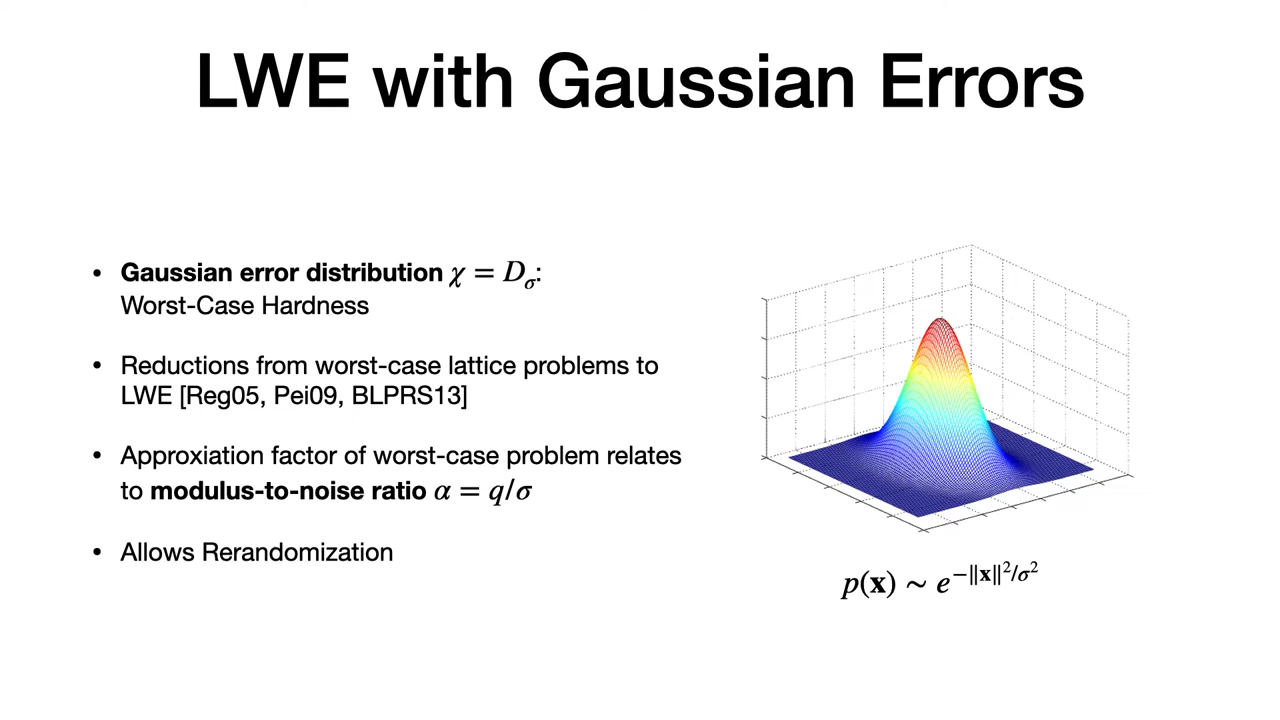 LWE with Gaussian Errors
• Gaussian error distribution χ = D_σ:
Worst-Case Hardness
• Reductions from worst-case lattice problems to
LWE [Reg05, Pei09, BLPRS13]
• Approxiation factor of worst-case problem relates
to modulus-to-noise ratio α = q/σ
• Allows Rerandomization
p(x) ∼ e^{−∥x∥²/σ²}